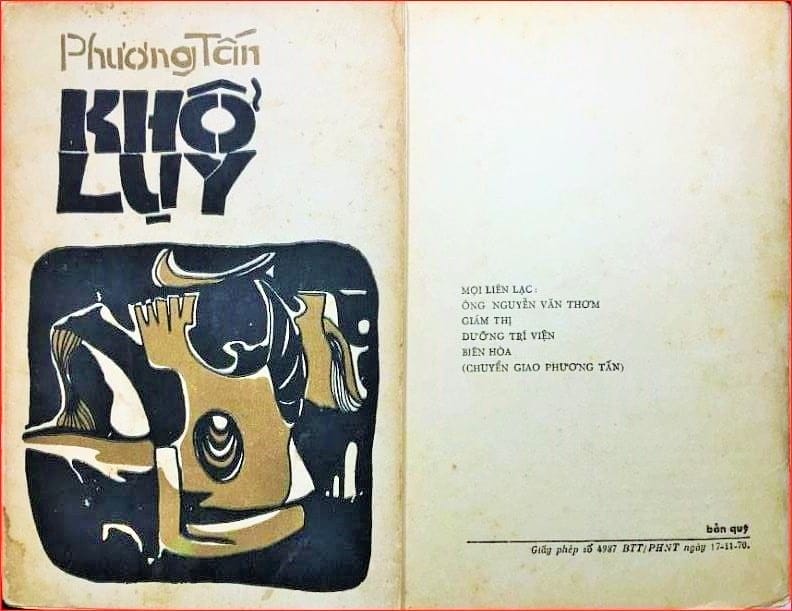 Phương Tấn
KHỔ
LỤY
MỌI LIÊN LẠC:
ÔNG NGUYỄN VĂN THƠM
GIÁM THỊ
DƯỠNG TRÍ VIỆN
BIÊN HÒA
(CHUYỂN GIAO PHƯƠNG TẤN)
bản quý
Giấy phép số 4987 BTT/PHNT ngày 17-11-70.